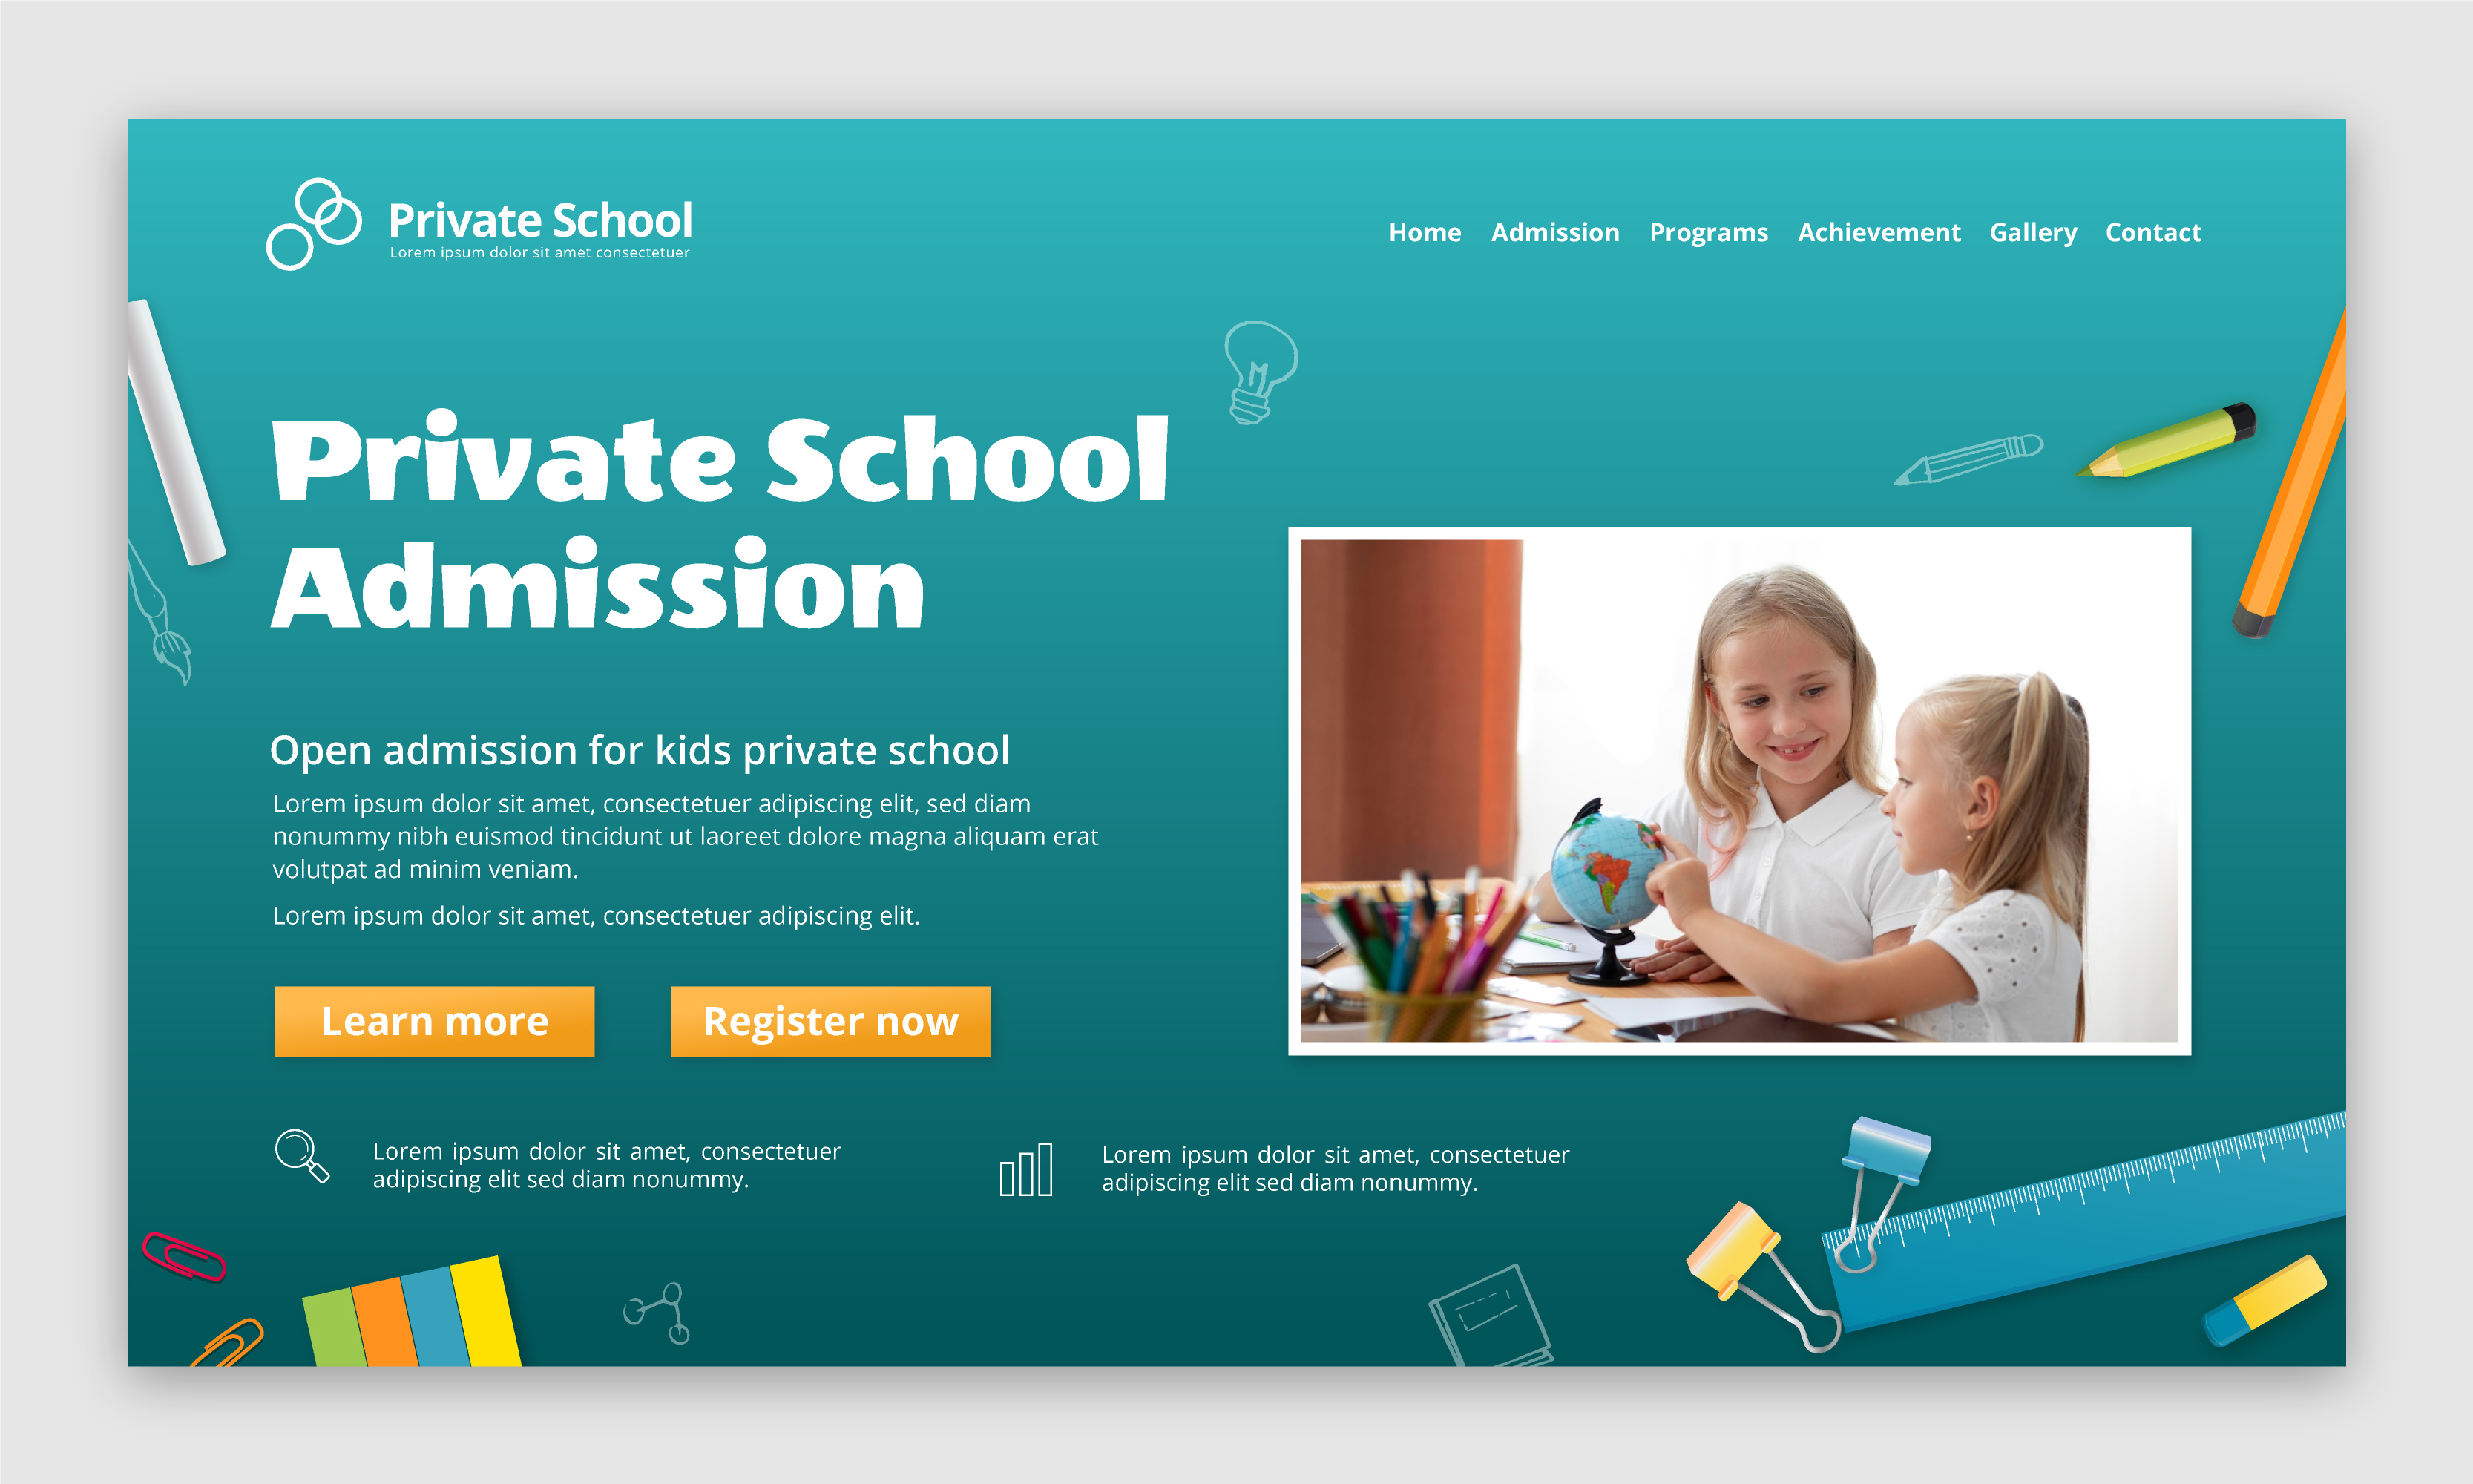 Private School
Lorem ipsum dolor sit amet consectetuer
Home Admission Programs Achievement Gallery Contact
Private School
Admission
Open admission for kids private school
Lorem ipsum dolor sit amet, consectetuer adipiscing elit, sed diam
nonummy nibh euismod tincidunt ut laoreet dolore magna aliquam erat
volutpat ad minim veniam.
Lorem ipsum dolor sit amet, consectetuer adipiscing elit.
Learn more
Register now
Lorem ipsum dolor sit amet, consectetuer
adipiscing elit sed diam nonummy.
Lorem ipsum dolor sit amet, consectetuer
adipiscing elit sed diam nonummy.